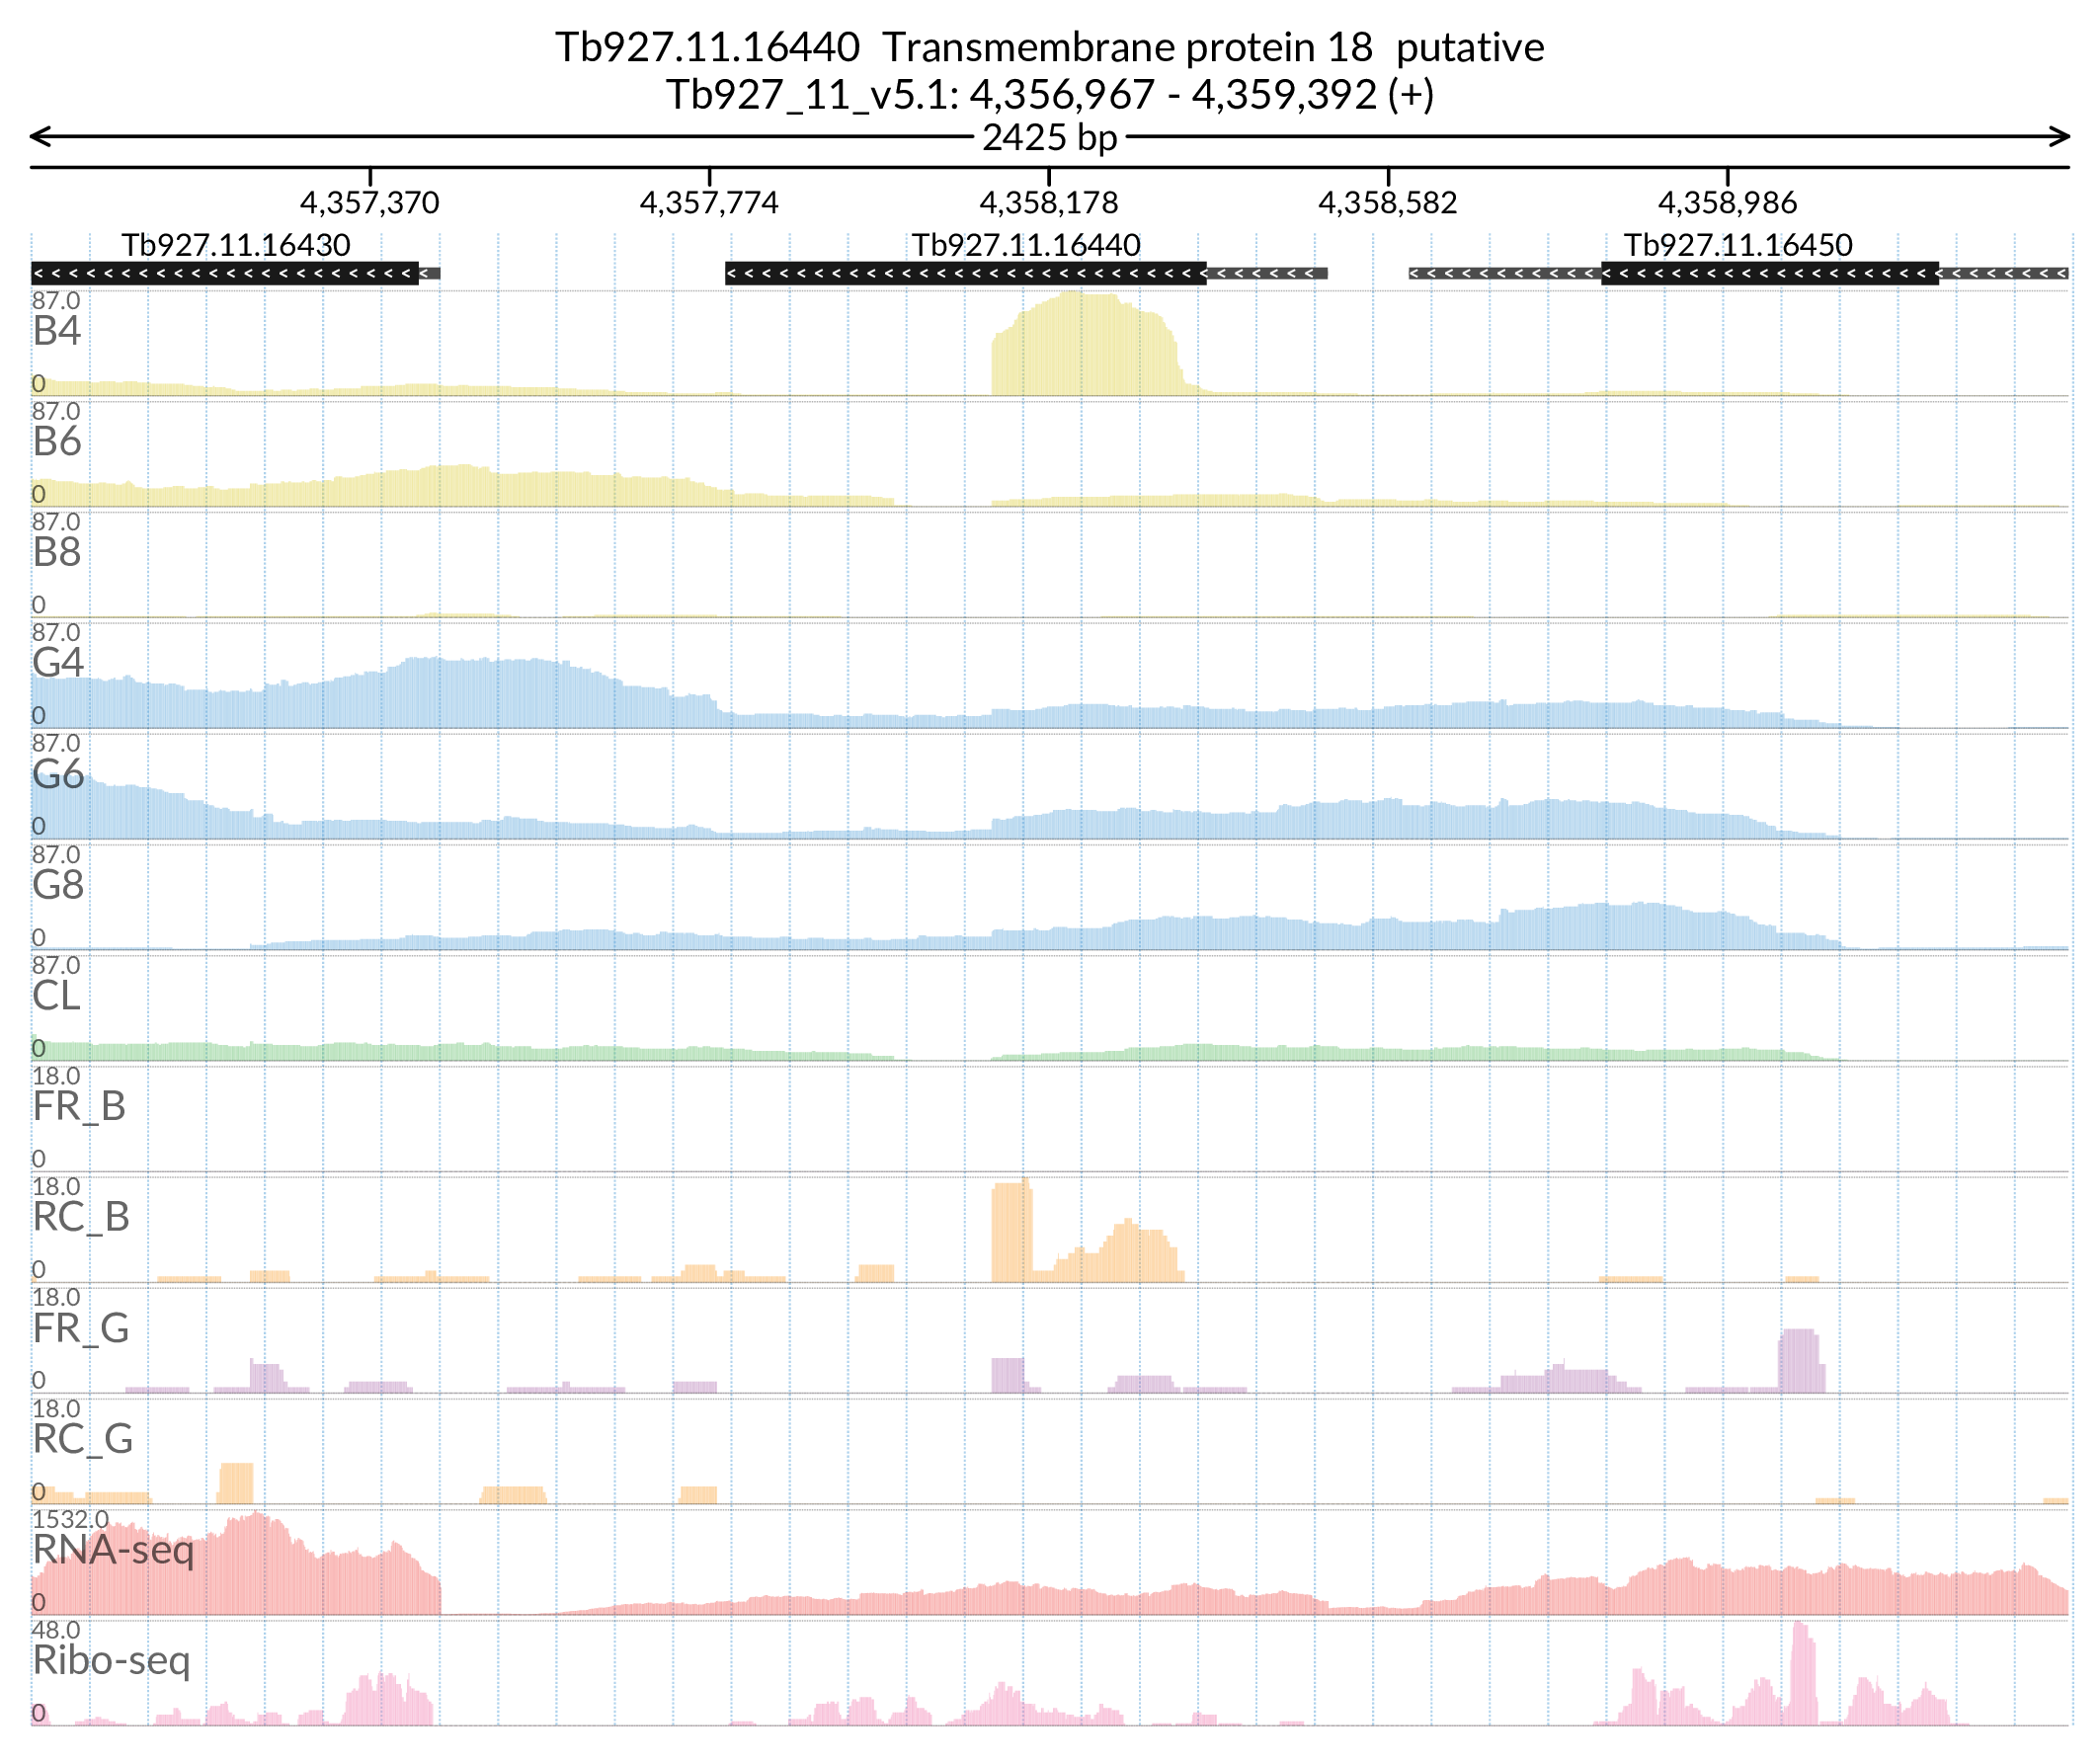 Tb927.11.16440 Transmembrane protein 18 putative
Tb927_11_v5.1: 4,356,967 - 4,359,392 (+)
2425 bp
4,357,370 4,357,774 4,358,178 4,358,582 4,358,986
Tb927.11.16430 Tb927.11.16440 Tb927.11.16450
87.0
B4
0
87.0
B6
0
87.0
B8
0
87.0
G4
0
87.0
G6
0
87.0
G8
0
87.0
CL
0
18.0
FR_B
0
18.0
RC_B
0
18.0
FR_G
0
18.0
RC_G
0
1532.0
RNA-seq
0
48.0
Ribo-seq
0